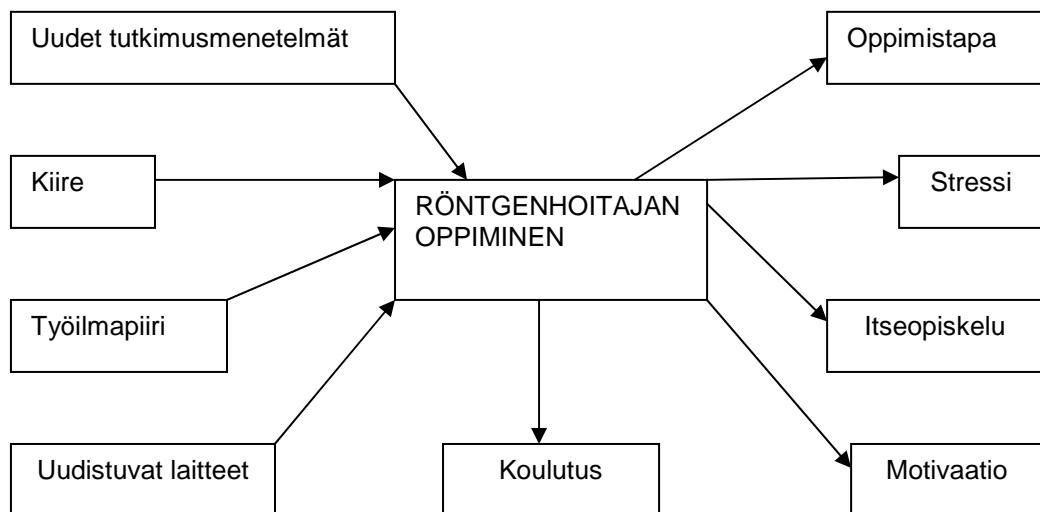 Uudet tutkimusmenetelmät
Oppimistapa
Kiire
Stressi
RÖNTGENHOITAJAN
OPPIMINEN
Työilmapiiri
Itseopiskelu
Uudistuvat laitteet
Koulutus
Motivaatio